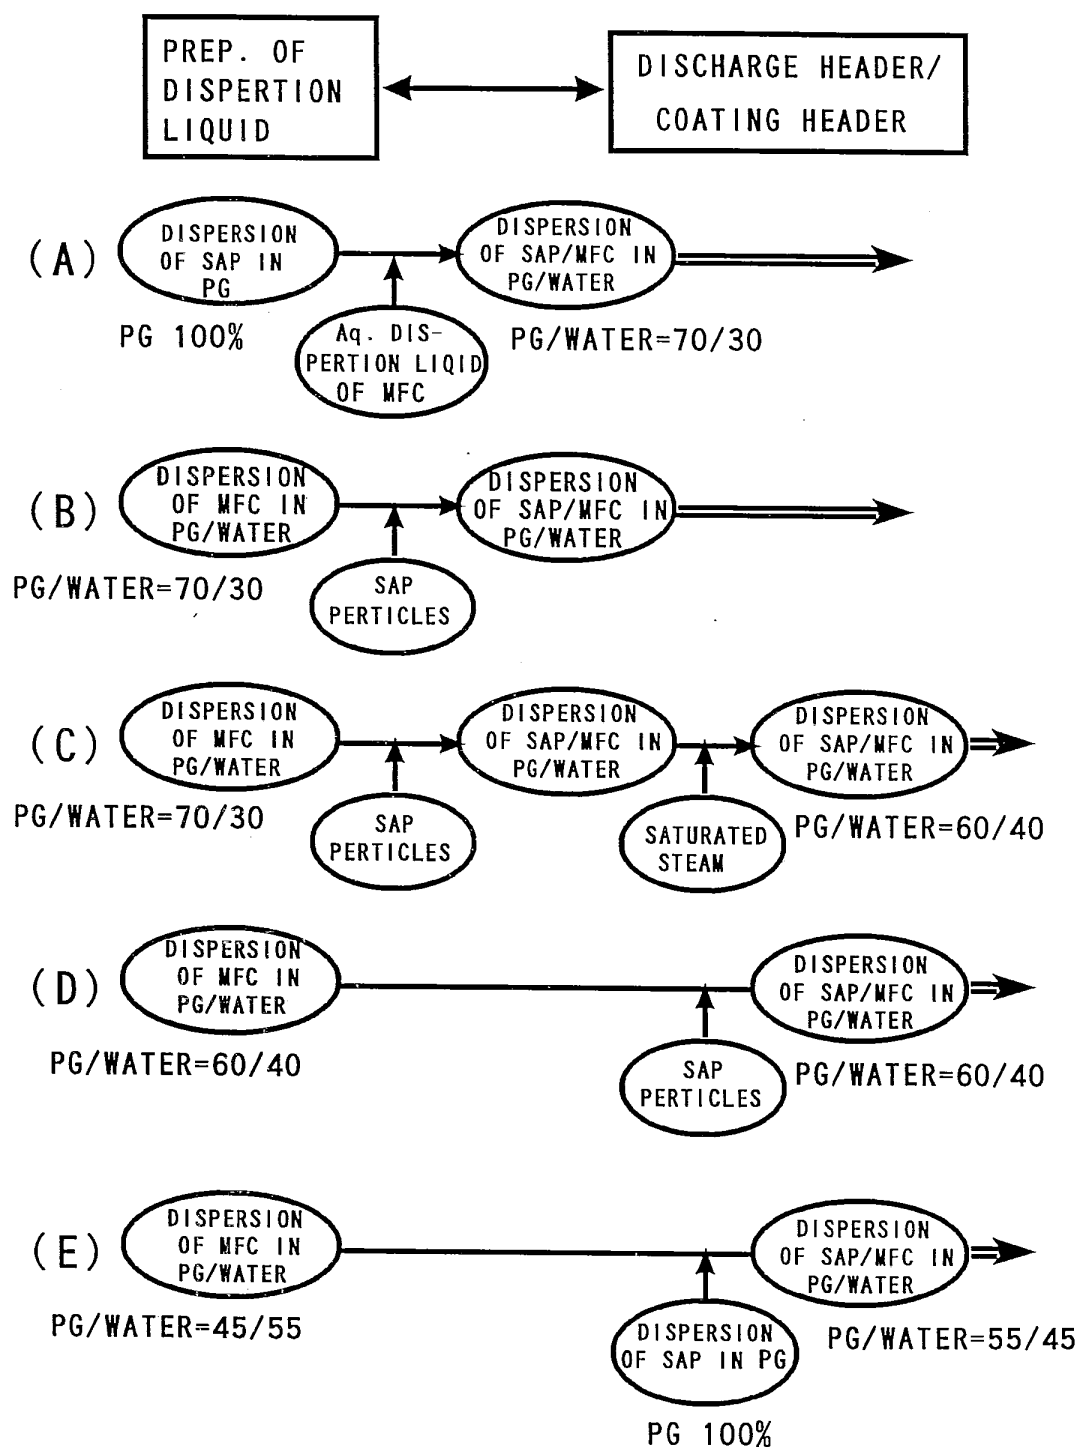 PREP. OF
DISPERTION
LIQUID
DISCHARGE HEADER/
COATING HEADER
(A)
DISPERSION
OF SAP IN
PG
PG 100%
Aq. DIS-
PERTION LIQID
OF MFC
DISPERSION
OF SAP/MFC IN
PG/WATER
PG/WATER=70/30
(B)
DISPERSION
OF MFC IN
PG/WATER
PG/WATER=70/30
SAP
PERTICLES
DISPERSION
OF SAP/MFC IN
PG/WATER
(C)
DISPERSION
OF MFC IN
PG/WATER
PG/WATER=70/30
SAP
PERTICLES
DISPERSION
OF SAP/MFC IN
PG/WATER
SATURATED
STEAM
DISPERSION
OF SAP/MFC IN
PG/WATER
PG/WATER=60/40
(D)
DISPERSION
OF MFC IN
PG/WATER
PG/WATER=60/40
SAP
PERTICLES
DISPERSION
OF SAP/MFC IN
PG/WATER
PG/WATER=60/40
(E)
DISPERSION
OF MFC IN
PG/WATER
PG/WATER=45/55
DISPERSION
OF SAP IN PG
PG 100%
DISPERSION
OF SAP/MFC IN
PG/WATER
PG/WATER=55/45